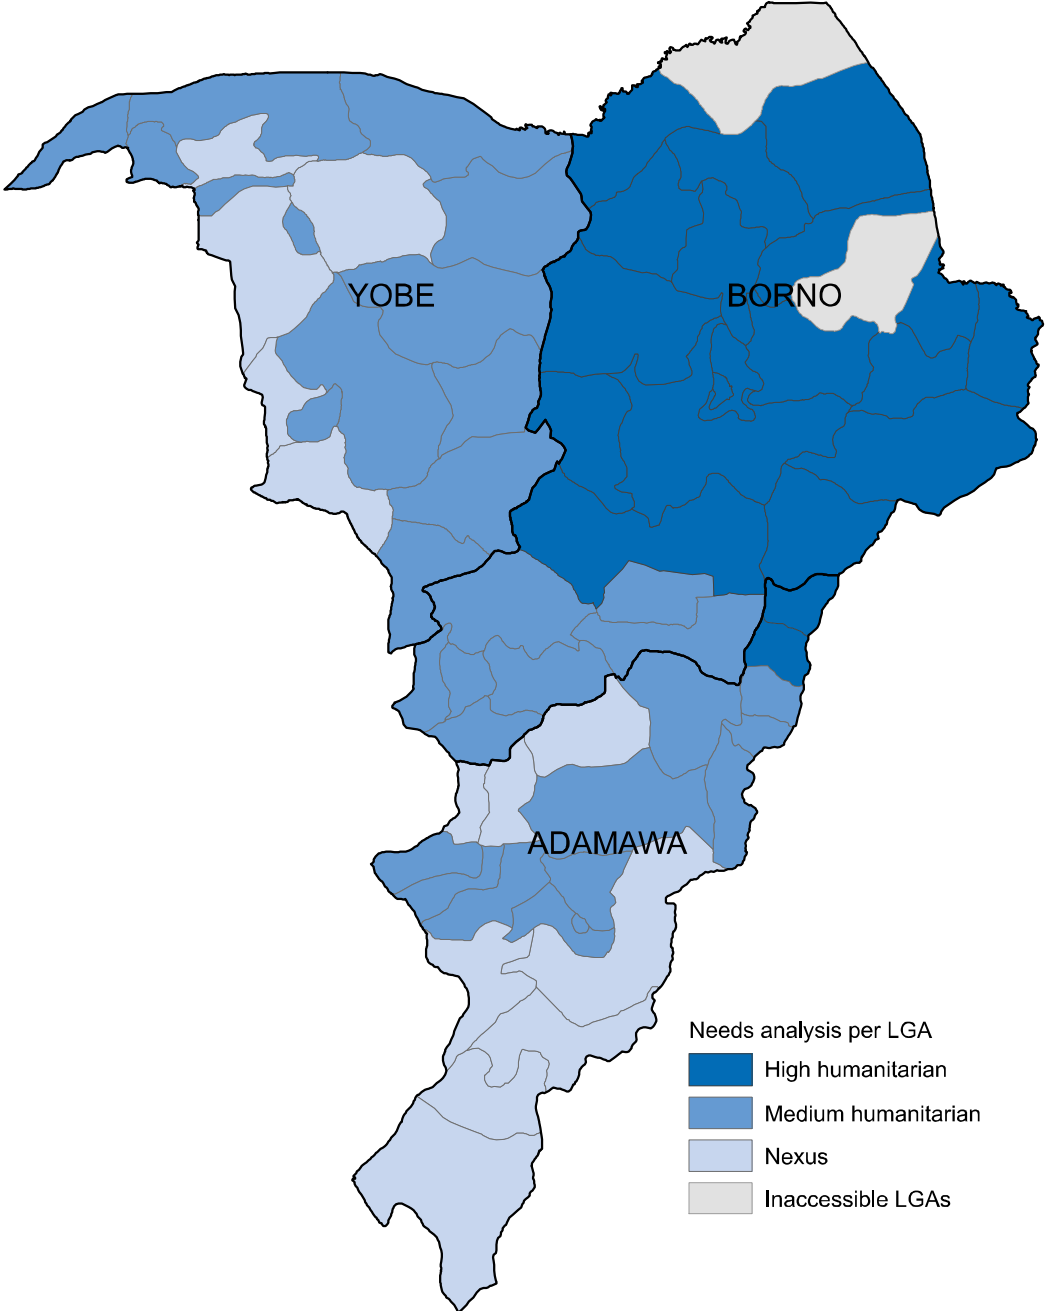 YOBE
BORNO
ADAMAWA
Needs analysis per LGA
High humanitarian
Medium humanitarian
Nexus
Inaccessible LGAs